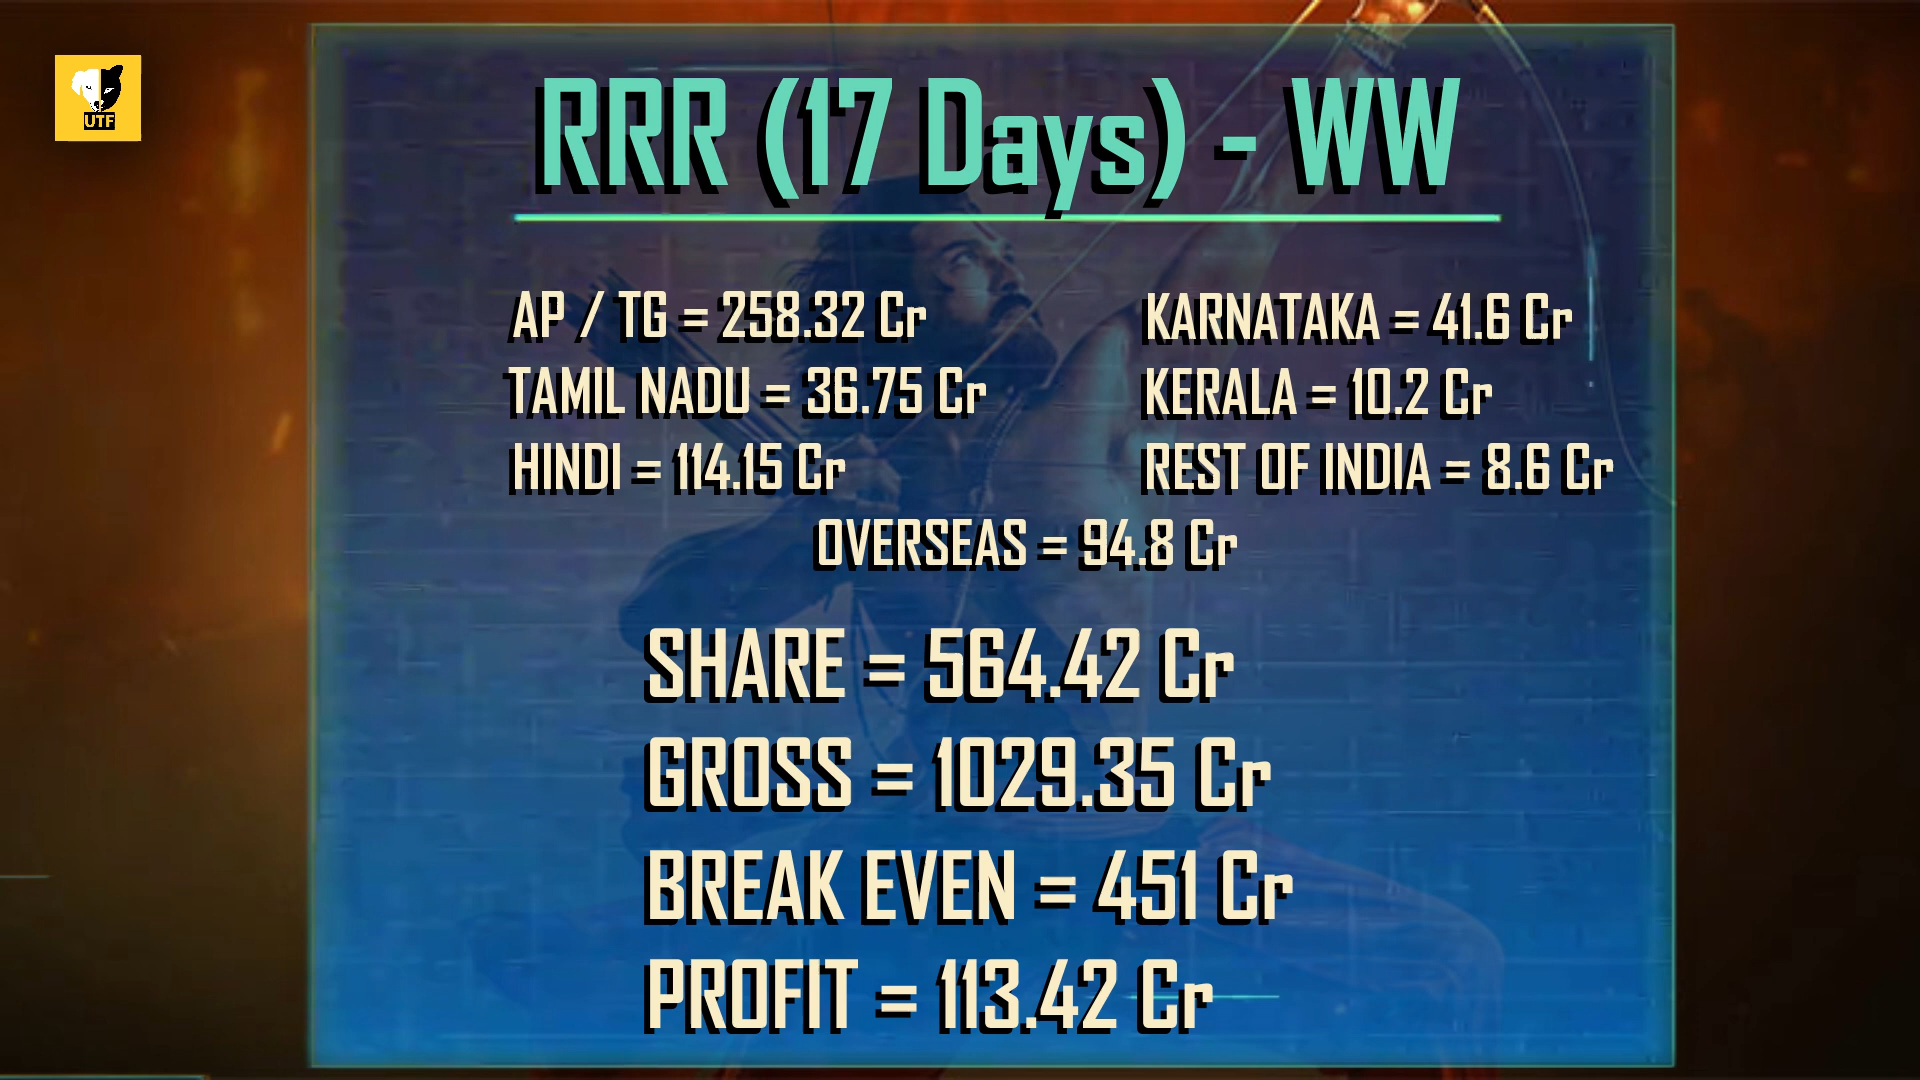 UTF
RRR (17 Days) - WW
AP / TG = 258.32 Cr
KARNATAKA = 41.6 Cr
TAMIL NADU = 36.75 Cr
KERALA = 10.2 Cr
HINDI = 114.15 Cr
REST OF INDIA = 8.6 Cr
OVERSEAS = 94.8 Cr
SHARE = 564.42 Cr
GROSS = 1029.35 Cr
BREAK EVEN = 451 Cr
PROFIT = 113.42 Cr